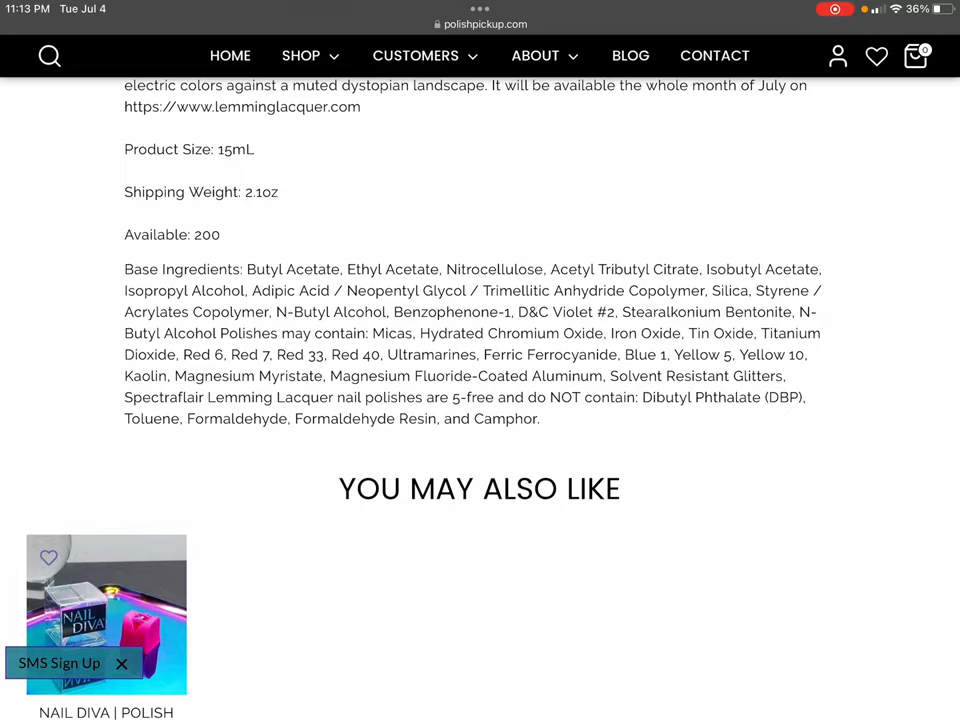 11:13 PM Tue Jul 4
36%
polishpickup.com
HOME SHOP CUSTOMERS ABOUT BLOG CONTACT
0
electric colors against a muted dystopian landscape. It will be available the whole month of July on
https://www.lemminglacquer.com
Product Size: 15mL
Shipping Weight: 2.1oz
Available: 200
Base Ingredients: Butyl Acetate, Ethyl Acetate, Nitrocellulose, Acetyl Tributyl Citrate, Isobutyl Acetate,
Isopropyl Alcohol, Adipic Acid / Neopentyl Glycol / Trimellitic Anhydride Copolymer, Silica, Styrene /
Acrylates Copolymer, N-Butyl Alcohol, Benzophenone-1, D&C Violet #2, Stearalkonium Bentonite, N-
Butyl Alcohol Polishes may contain: Micas, Hydrated Chromium Oxide, Iron Oxide, Tin Oxide, Titanium
Dioxide, Red 6, Red 7, Red 33, Red 40, Ultramarines, Ferric Ferrocyanide, Blue 1, Yellow 5, Yellow 10,
Kaolin, Magnesium Myristate, Magnesium Fluoride-Coated Aluminum, Solvent Resistant Glitters,
Spectraflair Lemming Lacquer nail polishes are 5-free and do NOT contain: Dibutyl Phthalate (DBP),
Toluene, Formaldehyde, Formaldehyde Resin, and Camphor.
YOU MAY ALSO LIKE
NAIL
DIVA
SMS Sign Up
NAIL DIVA | POLISH